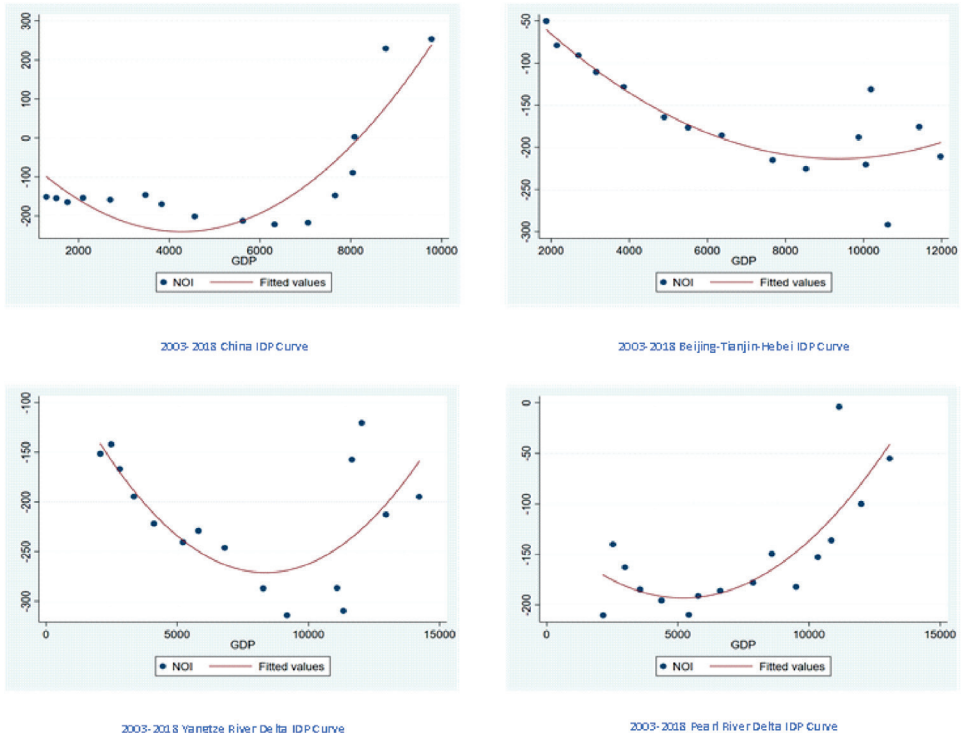 300
200
100
0
-100
-200
2000 4000 6000 8000 10000
GDP
NOI Fitted values
2003-2018 China IDP Curve
-50
-100
-150
-200
-250
-300
2000 4000 6000 8000 10000 12000
GDP
NOI Fitted values
2003-2018 Beijing-Tianjin-Hebei IDP Curve
-100
-150
-200
-250
-300
0 5000 10000 15000
GDP
NOI Fitted values
2003-2018 Yangtze River Delta IDP Curve
0
-50
-100
-150
-200
0 5000 10000 15000
GDP
NOI Fitted values
2003-2018 Pearl River Delta IDP Curve